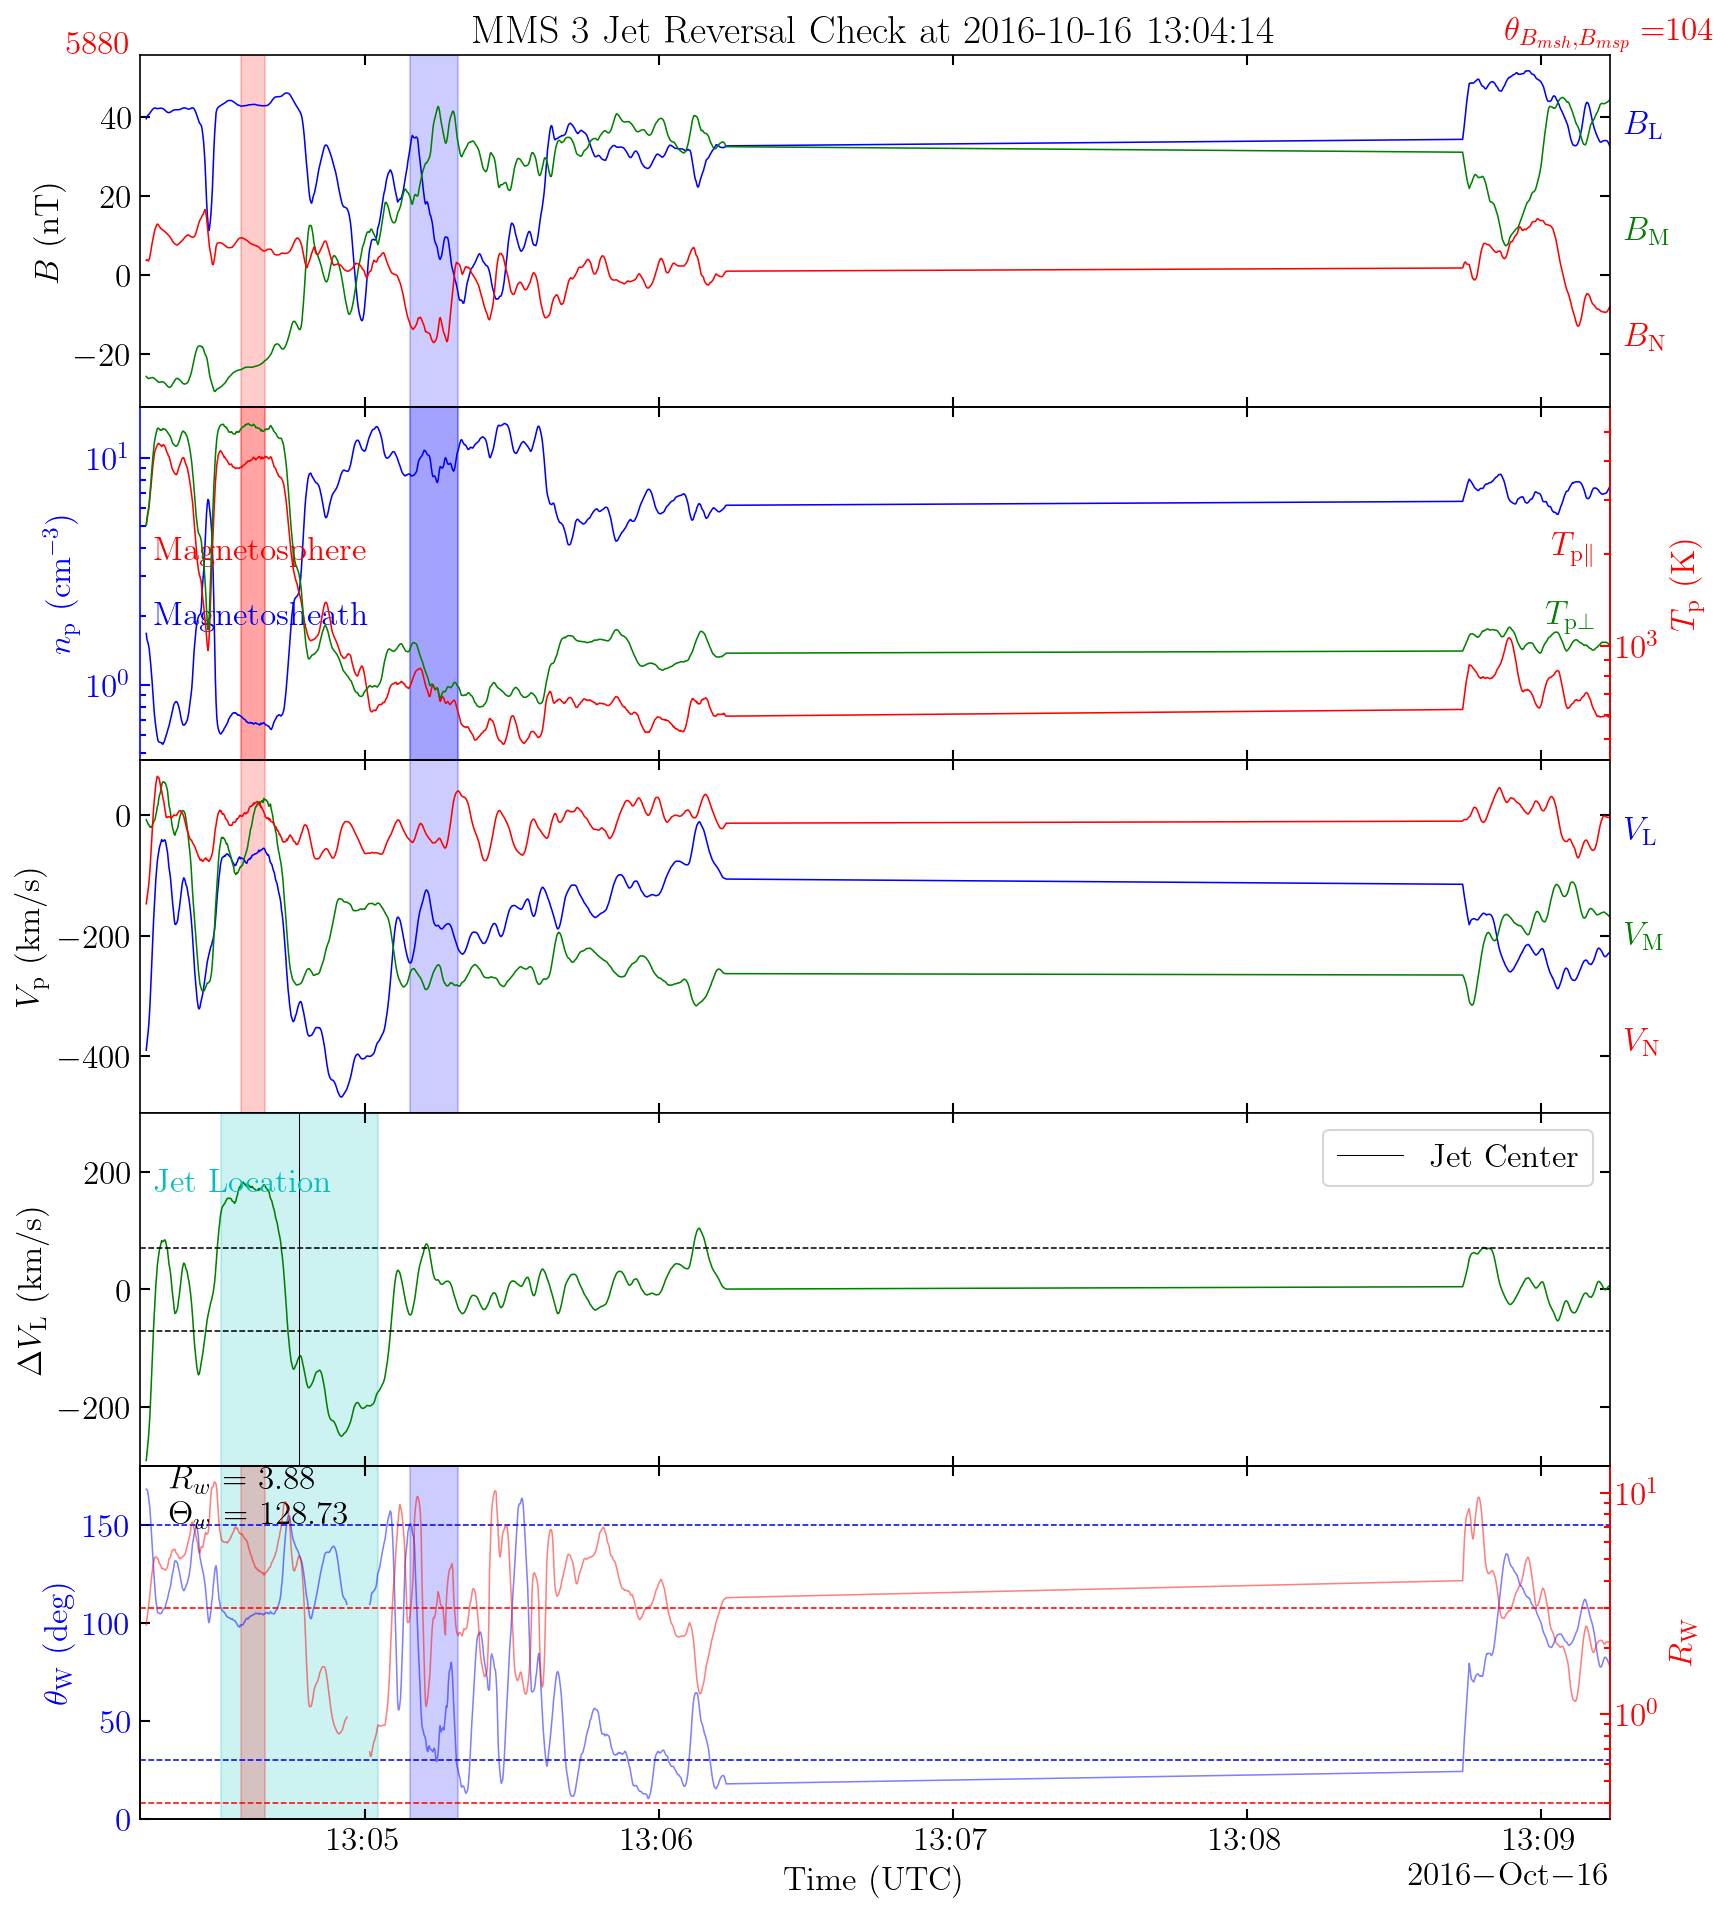 MMS 3 Jet Reversal Check at 2016-10-16 13:04:14
5880
θ_{B_{msh},B_{msp}} =104
B (nT)
40
20
0
−20
B_L
B_M
B_N
n_p (cm^{−3})
10^1
10^0
Magnetosphere
Magnetosheath
T_{p∥}
T_{p⊥}
10^3
T_p (K)
V_p (km/s)
0
−200
−400
V_L
V_M
V_N
ΔV_L (km/s)
200
0
−200
Jet Location
Jet Center
R_w = 3.88
Θ_w = 128.73
θ_W (deg)
150
100
50
0
10^1
10^0
R_W
13:05
13:06
13:07
13:08
13:09
Time (UTC)
2016−Oct−16